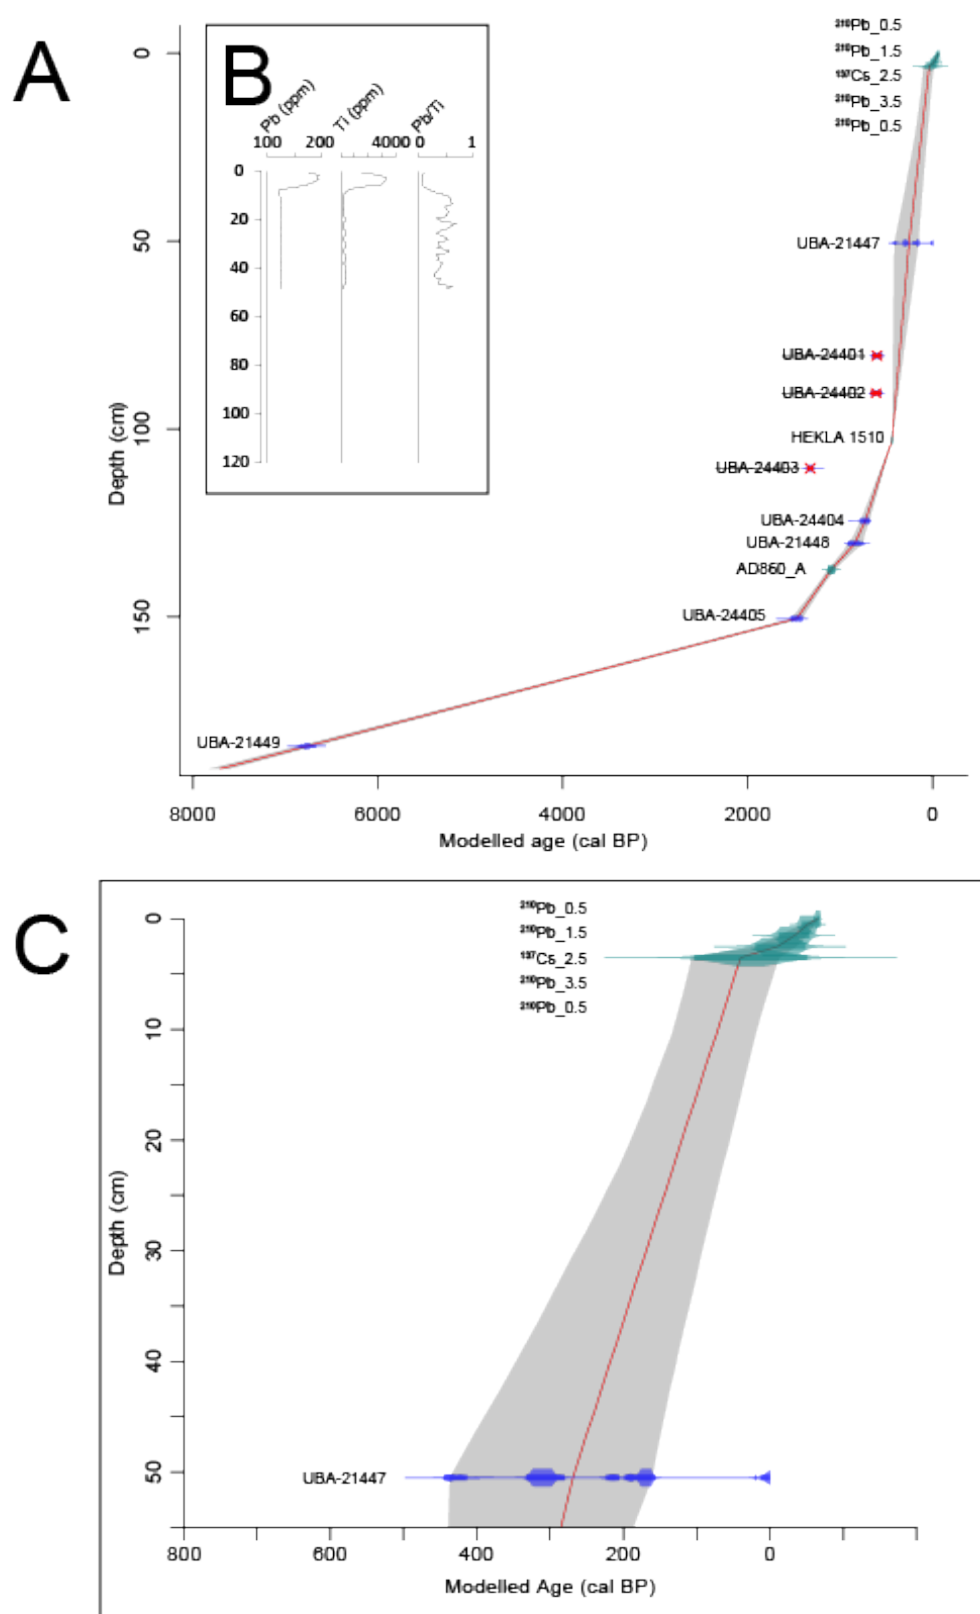 A
B
Pb (ppm)
Ti (ppm)
Pb/Ti
100 200
4000
0 1
0
20
40
60
80
100
120
²¹⁰Pb_0.5
²¹⁰Pb_1.5
¹³⁷Cs_2.5
²¹⁰Pb_3.5
²¹⁰Pb_0.5
UBA-21447
UBA-24401
UBA-24402
HEKLA 1510
UBA-24403
UBA-24404
UBA-21448
AD860_A
UBA-24405
UBA-21449
0
50
100
150
Depth (cm)
8000 6000 4000 2000 0
Modelled age (cal BP)
C
²¹⁰Pb_0.5
²¹⁰Pb_1.5
¹³⁷Cs_2.5
²¹⁰Pb_3.5
²¹⁰Pb_0.5
UBA-21447
0
10
20
30
40
50
Depth (cm)
800 600 400 200 0
Modelled Age (cal BP)